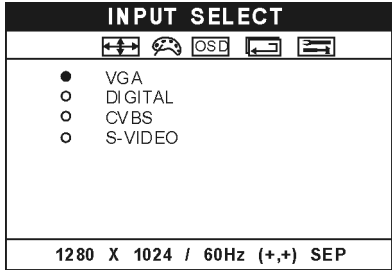 INPUT SELECT
OSD
VGA
DIGITAL
CVBS
S-VIDEO
1280 X 1024 / 60Hz (+,+) SEP